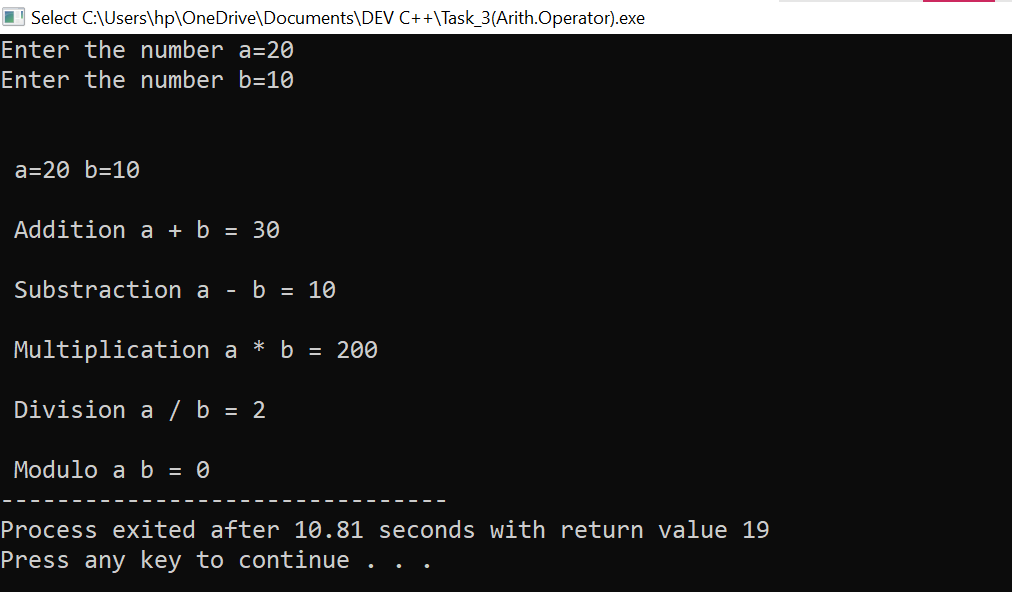 Select C:\Users\hp\OneDrive\Documents\DEV C++\Task_3(Arith.Operator).exe
Enter the number a=20
Enter the number b=10
a=20 b=10
Addition a + b = 30
Substraction a - b = 10
Multiplication a * b = 200
Division a / b = 2
Modulo a b = 0
--------------------------------
Process exited after 10.81 seconds with return value 19
Press any key to continue . . .